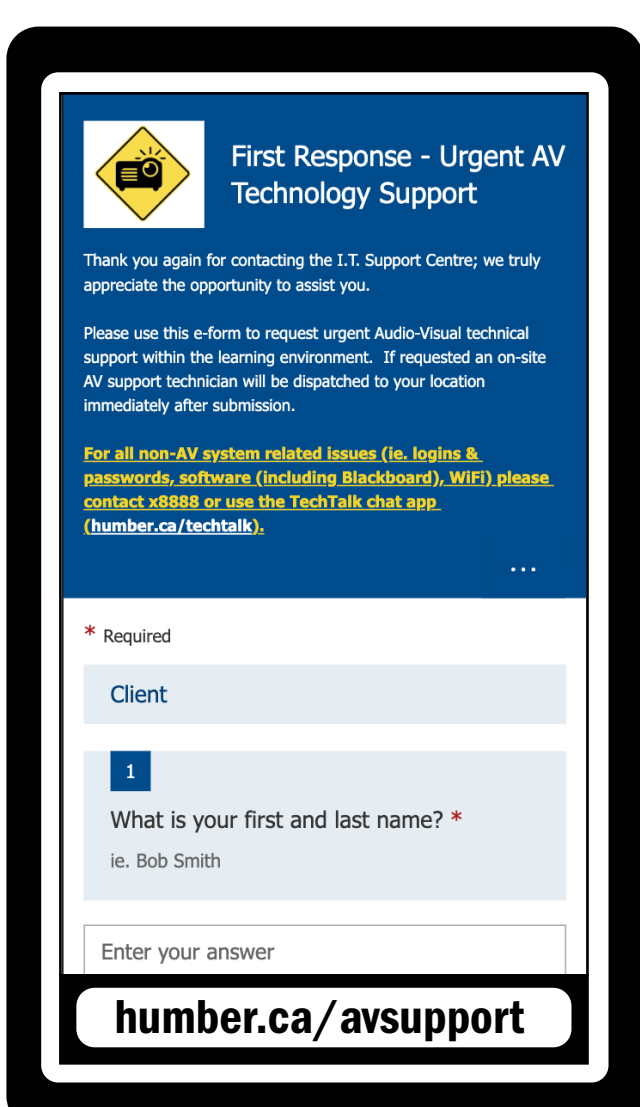 First Response - Urgent AV
Technology Support
Thank you again for contacting the I.T. Support Centre; we truly
appreciate the opportunity to assist you.
Please use this e-form to request urgent Audio-Visual technical
support within the learning environment.  If requested an on-site
AV support technician will be dispatched to your location
immediately after submission.
For all non-AV system related issues (ie. logins &
passwords, software (including Blackboard), WiFi) please
contact x8888 or use the TechTalk chat app
(humber.ca/techtalk).
...
* Required
Client
1
What is your first and last name? *
ie. Bob Smith
Enter your answer
humber.ca/avsupport